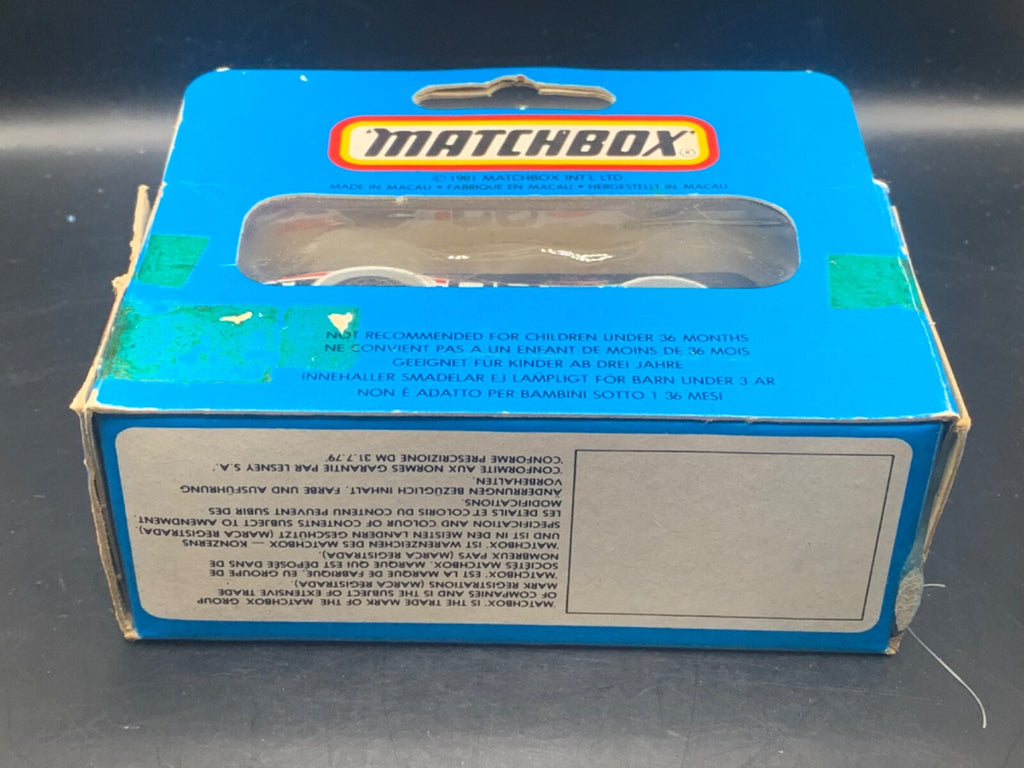 'MATCHBOX'®
© 1981 MATCHBOX INT'L LTD
MADE IN MACAU • FABRIQUE EN MACAU • HERGESTELLT IN MACAU
NOT RECOMMENDED FOR CHILDREN UNDER 36 MONTHS
NE CONVIENT PAS A UN ENFANT DE MOINS DE 36 MOIS
GEEIGNET FÜR KINDER AB DREI JAHRE
INNEHALLER SMADELAR EJ LAMPLIGT FÖR BARN UNDER 3 AR
NON È ADATTO PER BAMBINI SOTTO I 36 MESI
'MATCHBOX' IS THE TRADE MARK OF THE MATCHBOX GROUP
OF COMPANIES AND IS THE SUBJECT OF EXTENSIVE TRADE
MARK REGISTRATIONS (MARCA REGISTRADA).
'MATCHBOX' EST LA MARQUE DE FABRIQUE, EU GROUPE DE
SOCIÉTÉS MATCHBOX. MARQUE QUI EST DÉPOSÉE DANS DE
NOMBREUX PAYS (MARCA REGISTRADA).
'MATCHBOX' IST WARENZEICHEN DES MATCHBOX — KONZERNS
UND IST IN DEN MEISTEN LANDERN GESCHÜTZT (MARCA REGISTRADA).
SPECIFICATION AND COLOUR OF CONTENTS SUBJECT TO AMENDMENT
LES DETAILS ET COLORIS DU CONTENU PEUVENT SUBIR DES
MODIFICATIONS.
ANDERRUNGEN BEZÜGLICH INHALT, FARBE UND AUSFÜHRUNG
VORBEHALTEN.
'CONFORMITE AUX NORMES GARANTIE PAR LESNEY S.A.'.
'CONFORME PRESCRIZIONE DM 31.7.79'